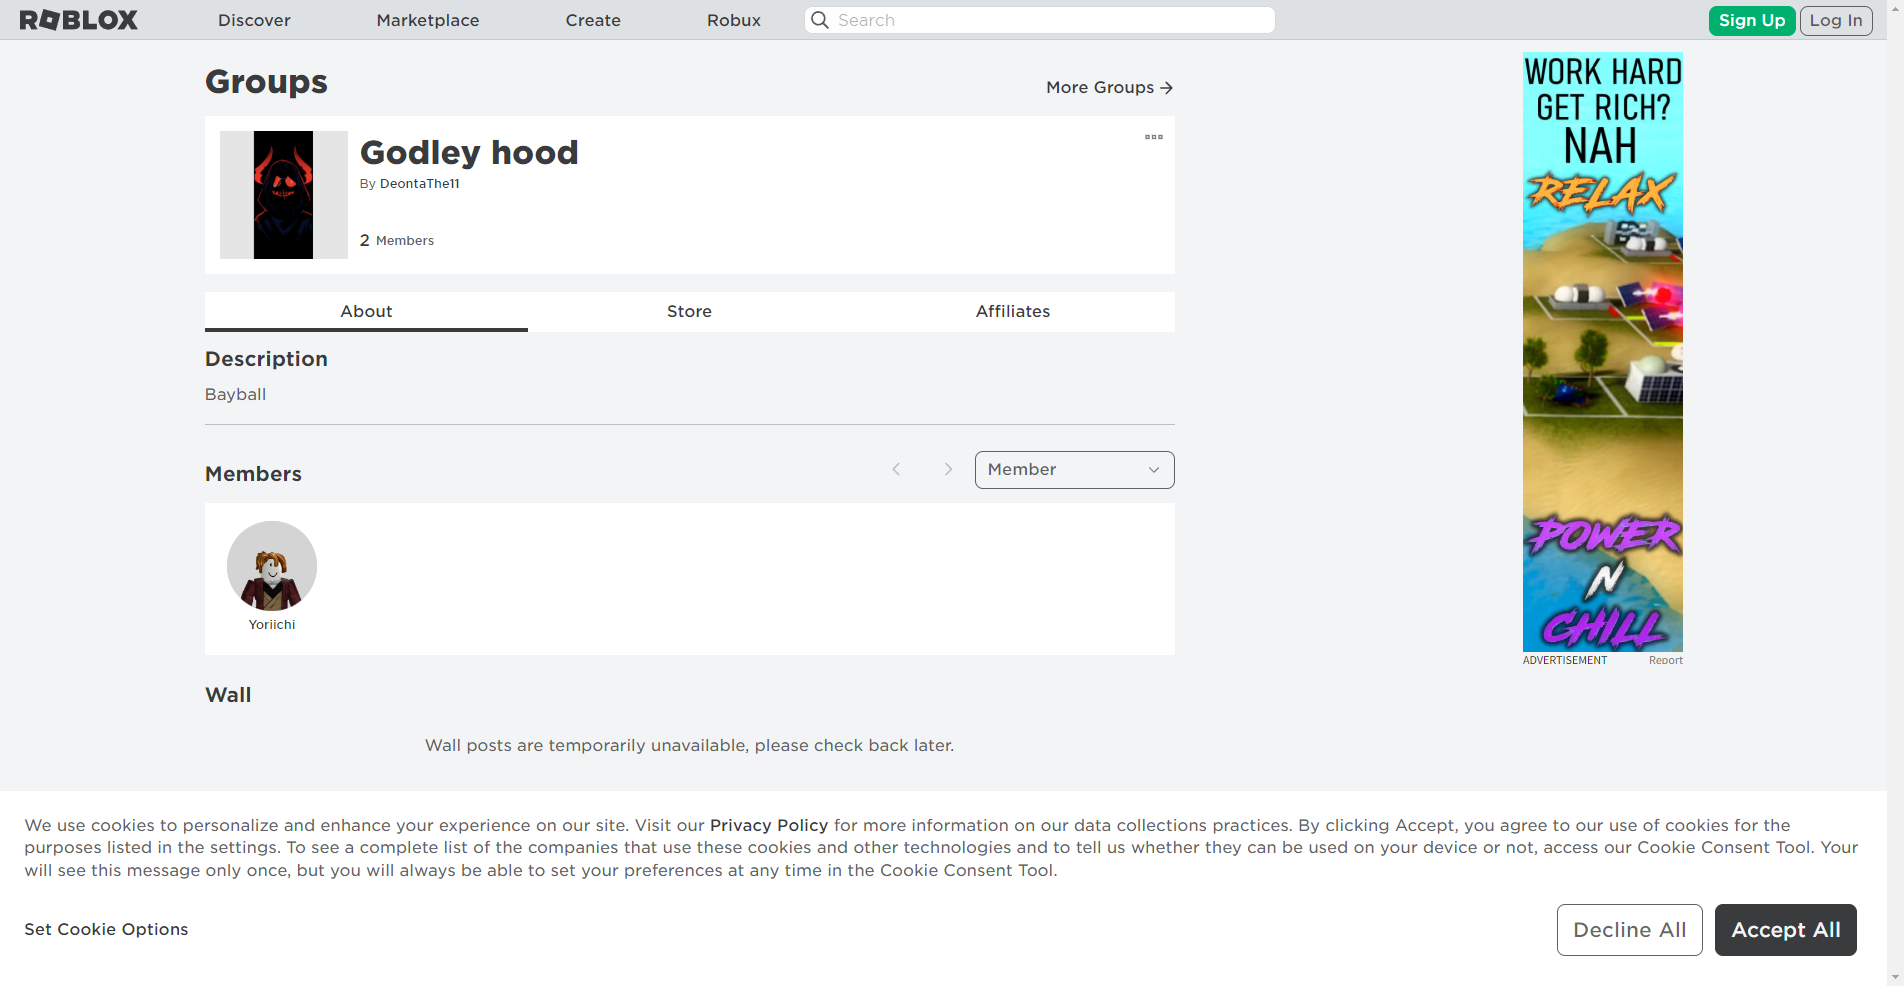 ROBLOX
Discover
Marketplace
Create
Robux
Search
Sign Up
Log In
Groups
More Groups
Godley hood
By DeontaThe11
2 Members
About
Store
Affiliates
Description
Bayball
Members
Member
Yoriichi
Wall
Wall posts are temporarily unavailable, please check back later.
WORK HARD
GET RICH?
NAH
RELAX
POWER
N
CHILL
ADVERTISEMENT
Report
We use cookies to personalize and enhance your experience on our site. Visit our Privacy Policy for more information on our data collections practices. By clicking Accept, you agree to our use of cookies for the
purposes listed in the settings. To see a complete list of the companies that use these cookies and other technologies and to tell us whether they can be used on your device or not, access our Cookie Consent Tool. Your
will see this message only once, but you will always be able to set your preferences at any time in the Cookie Consent Tool.
Set Cookie Options
Decline All
Accept All